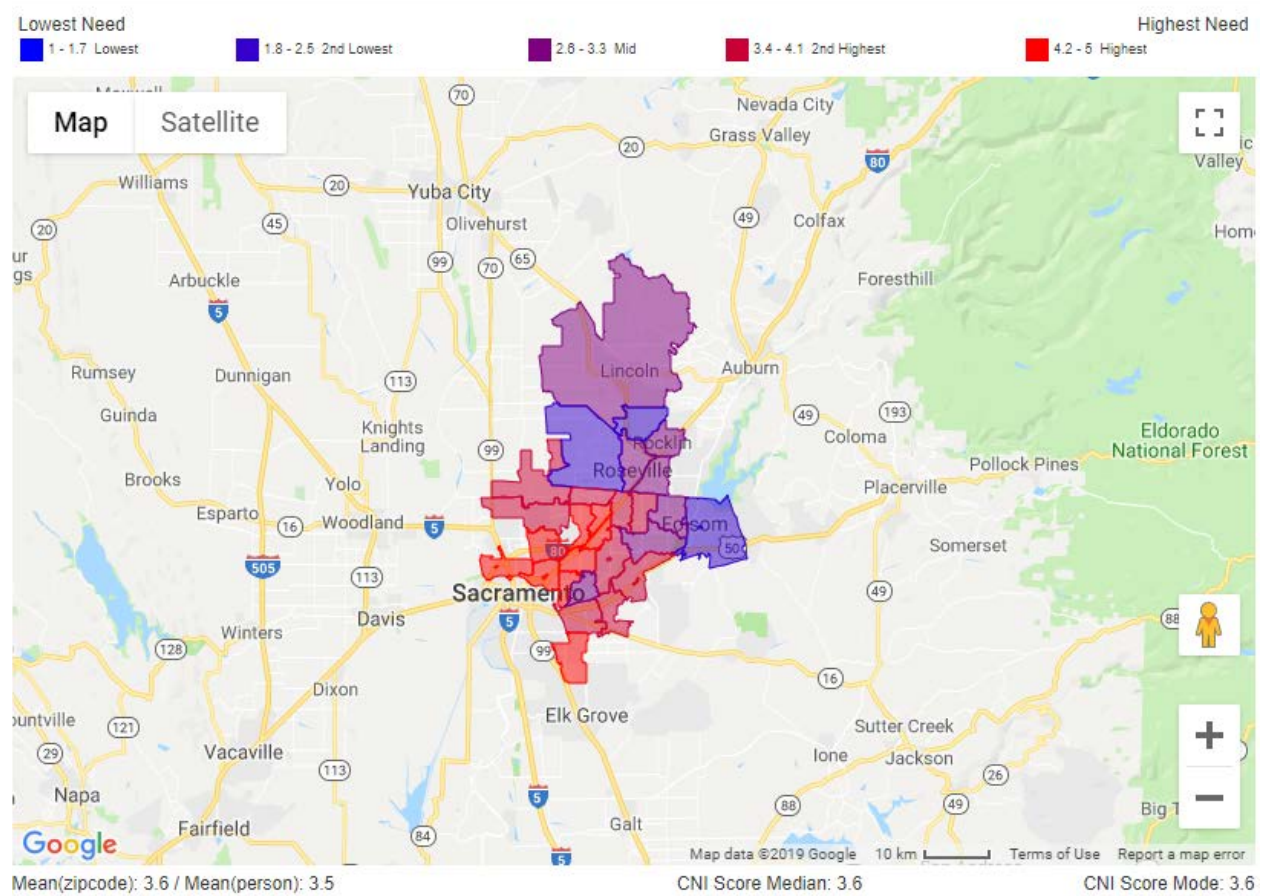 Lowest Need Highest Need
1 - 1.7 Lowest 1.8 - 2.5 2nd Lowest 2.6 - 3.3 Mid 3.4 - 4.1 2nd Highest 4.2 - 5 Highest
Map Satellite
70
Nevada City
Grass Valley
20
80
Valley
Williams
20
Yuba City
45
Olivehurst
49
Colfax
20
99
70
65
Foresthill
Arbuckle
5
Rumsey
Dunnigan
113
Lincoln
Auburn
Guinda
Knights
Landing
49
193
Coloma
Eldorado
National Forest
99
Rocklin
Roseville
Pollock Pines
Placerville
Brooks
Yolo
Esparto
16
Woodland
5
Folsom
50
80
Somerset
505
113
Sacramento
49
Davis
5
88
Winters
128
99
16
Dixon
Elk Grove
121
Sutter Creek
29
Vacaville
113
Ione
Jackson
26
Napa
5
88
49
Fairfield
84
Galt
Big
5
Google
Map data ©2019 Google 10 km Terms of Use Report a map error
Mean(zipcode): 3.6 / Mean(person): 3.5 CNI Score Median: 3.6 CNI Score Mode: 3.6